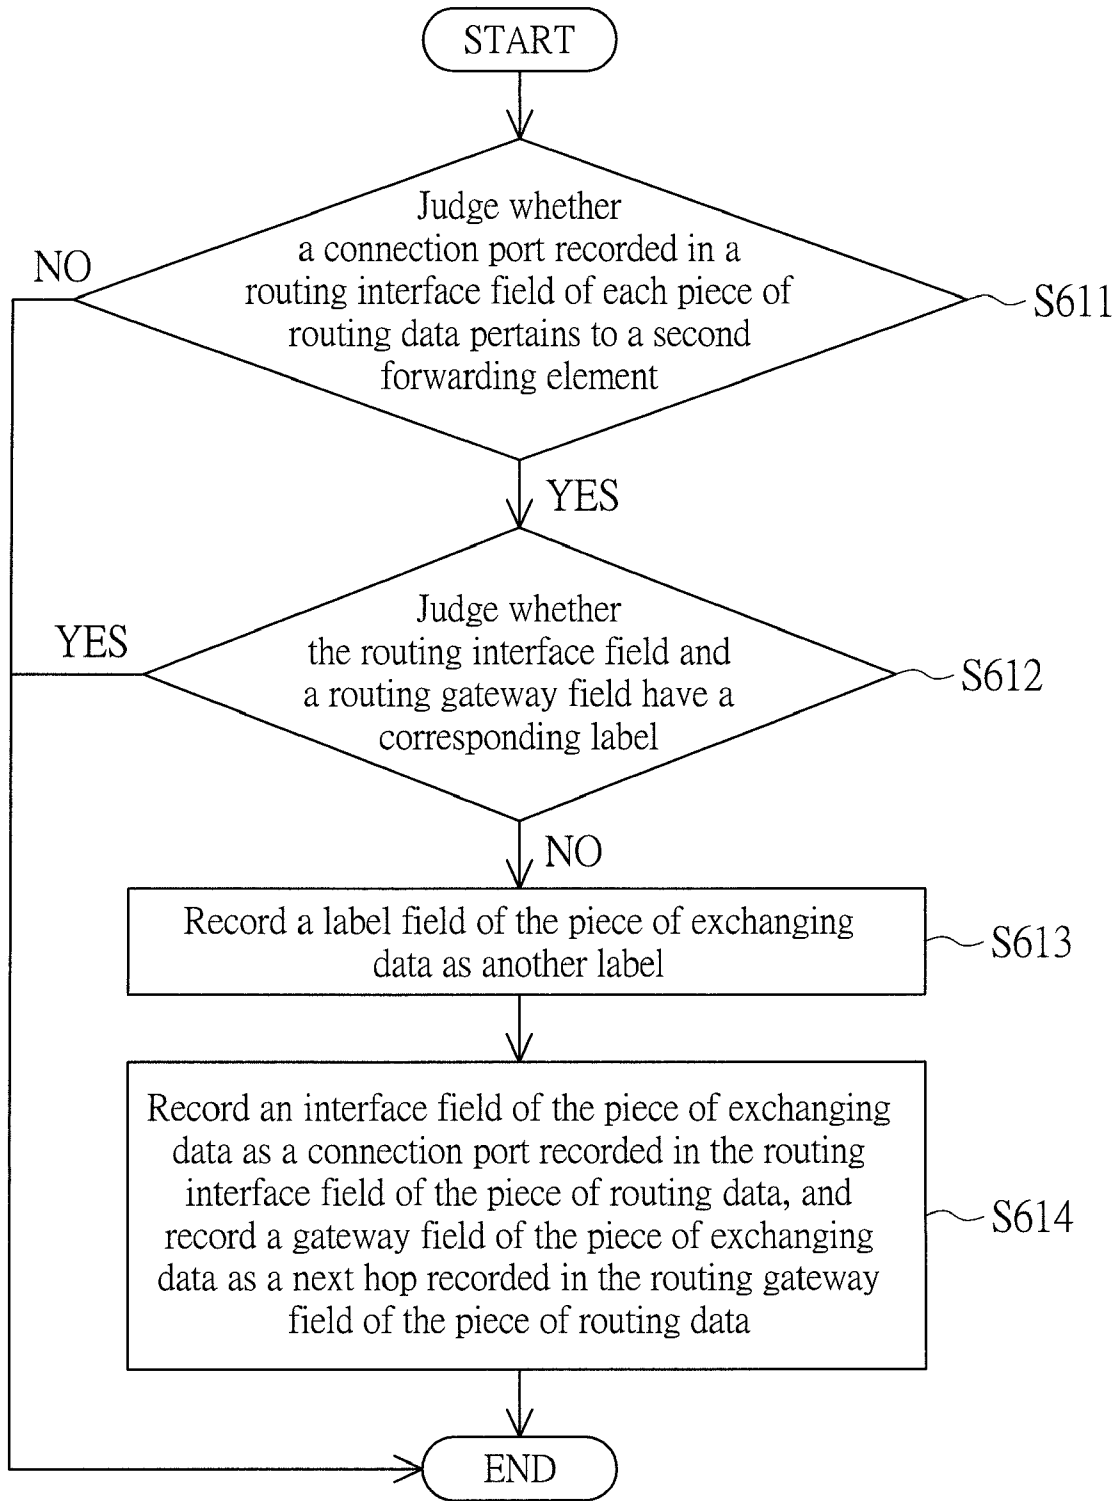 START
Judge whether
a connection port recorded in a
routing interface field of each piece of
routing data pertains to a second
forwarding element
NO
S611
YES
Judge whether
the routing interface field and
a routing gateway field have a
corresponding label
YES
S612
NO
Record a label field of the piece of exchanging
data as another label
S613
Record an interface field of the piece of exchanging
data as a connection port recorded in the routing
interface field of the piece of routing data, and
record a gateway field of the piece of exchanging
data as a next hop recorded in the routing gateway
field of the piece of routing data
S614
END